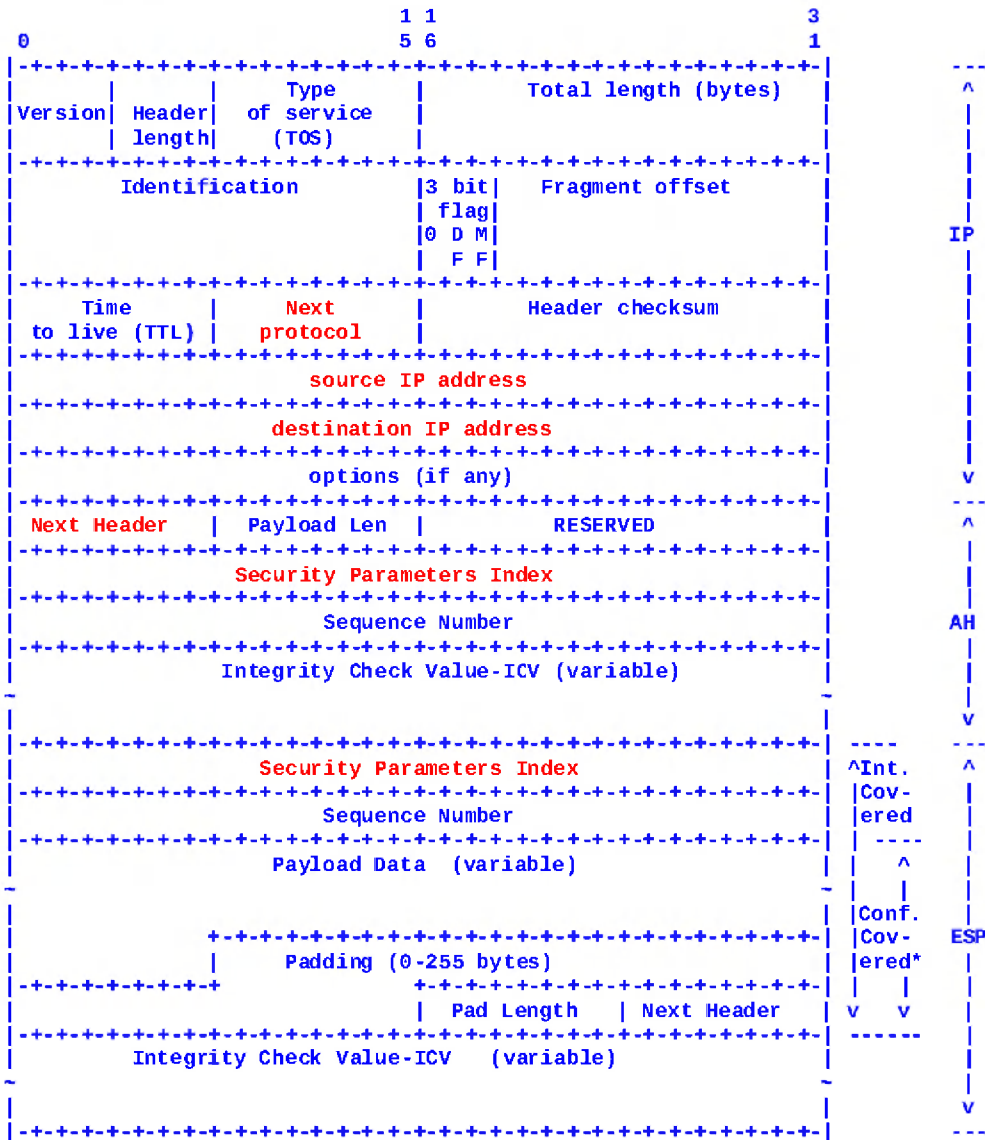 1 1 3
0 5 6 1
|-+-+-+-+-+-+-+-+-+-+-+-+-+-+-+-+-+-+-+-+-+-+-+-+-+-+-+-+-+-+-+-| ---
| | | Type | Total length (bytes) | ^
|Version| Header| of service | | |
| | length| (TOS) | | |
|-+-+-+-+-+-+-+-+-+-+-+-+-+-+-+-+-+-+-+-+-+-+-+-+-+-+-+-+-+-+-+-| |
| Identification |3 bit| Fragment offset | |
| | flag| | |
| |0 D M| | IP
| | F F| | |
|-+-+-+-+-+-+-+-+-+-+-+-+-+-+-+-+-+-+-+-+-+-+-+-+-+-+-+-+-+-+-+-| |
| Time | Next | Header checksum | |
| to live (TTL) | protocol | | |
|-+-+-+-+-+-+-+-+-+-+-+-+-+-+-+-+-+-+-+-+-+-+-+-+-+-+-+-+-+-+-+-| |
| source IP address | |
|-+-+-+-+-+-+-+-+-+-+-+-+-+-+-+-+-+-+-+-+-+-+-+-+-+-+-+-+-+-+-+-| |
| destination IP address | |
|-+-+-+-+-+-+-+-+-+-+-+-+-+-+-+-+-+-+-+-+-+-+-+-+-+-+-+-+-+-+-+-| |
| options (if any) | v
|-+-+-+-+-+-+-+-+-+-+-+-+-+-+-+-+-+-+-+-+-+-+-+-+-+-+-+-+-+-+-+-| ---
| Next Header | Payload Len | RESERVED | ^
|-+-+-+-+-+-+-+-+-+-+-+-+-+-+-+-+-+-+-+-+-+-+-+-+-+-+-+-+-+-+-+-| |
| Security Parameters Index | |
|-+-+-+-+-+-+-+-+-+-+-+-+-+-+-+-+-+-+-+-+-+-+-+-+-+-+-+-+-+-+-+-| |
| Sequence Number | AH
|-+-+-+-+-+-+-+-+-+-+-+-+-+-+-+-+-+-+-+-+-+-+-+-+-+-+-+-+-+-+-+-| |
| Integrity Check Value-ICV (variable) | |
~ ~ |
| | v
|-+-+-+-+-+-+-+-+-+-+-+-+-+-+-+-+-+-+-+-+-+-+-+-+-+-+-+-+-+-+-+-| ---- ---
| Security Parameters Index | ^Int. ^
|-+-+-+-+-+-+-+-+-+-+-+-+-+-+-+-+-+-+-+-+-+-+-+-+-+-+-+-+-+-+-+-| |Cov- |
| Sequence Number | |ered |
|-+-+-+-+-+-+-+-+-+-+-+-+-+-+-+-+-+-+-+-+-+-+-+-+-+-+-+-+-+-+-+-| | ---- |
| Payload Data (variable) | | ^ |
~ ~ | | |
| | |Conf. |
| +-+-+-+-+-+-+-+-+-+-+-+-+-+-+-+-+-+-+-+-+-+-+-+-| |Cov- ESP
| | Padding (0-255 bytes) | |ered* |
|-+-+-+-+-+-+-+-+ +-+-+-+-+-+-+-+-+-+-+-+-+-+-+-+-| | | |
| | Pad Length | Next Header | v v |
|-+-+-+-+-+-+-+-+-+-+-+-+-+-+-+-+-+-+-+-+-+-+-+-+-+-+-+-+-+-+-+-| ------ |
| Integrity Check Value-ICV (variable) | |
~ ~ |
| | v
|-+-+-+-+-+-+-+-+-+-+-+-+-+-+-+-+-+-+-+-+-+-+-+-+-+-+-+-+-+-+-+-| ---